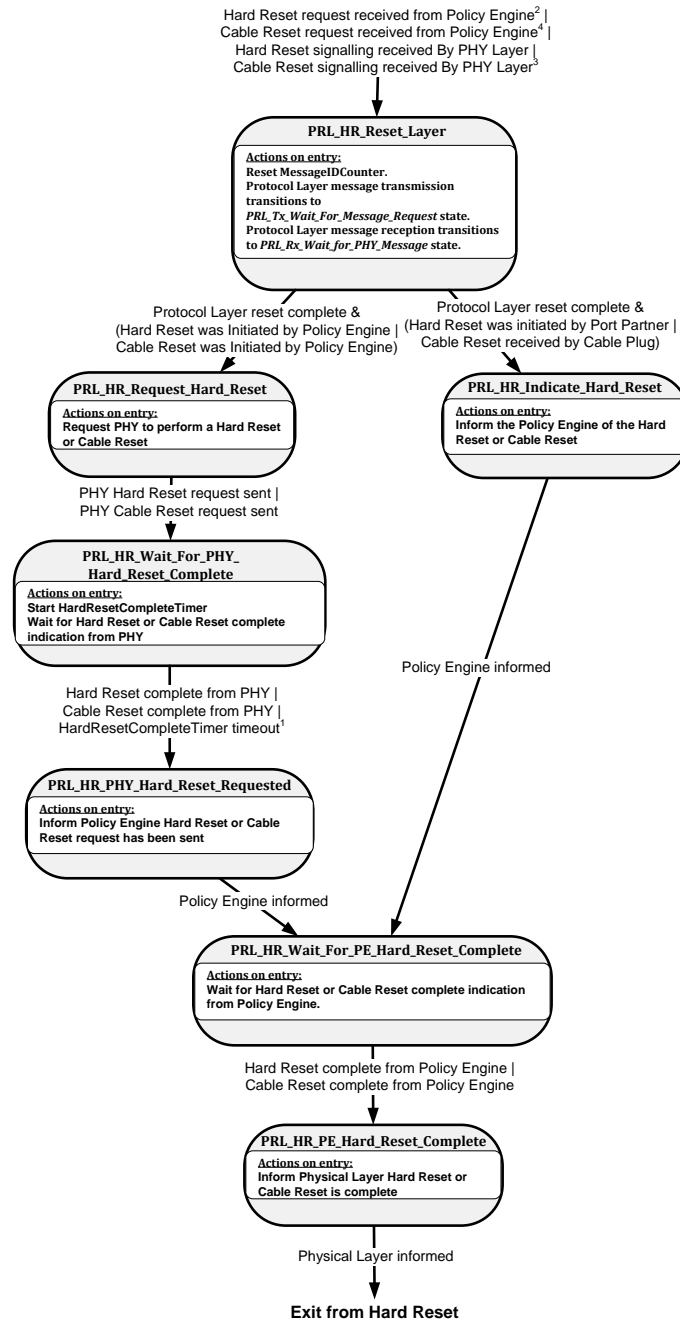 Hard Reset request received from Policy Engine² |
Cable Reset request received from Policy Engine⁴ |
Hard Reset signalling received By PHY Layer |
Cable Reset signalling received By PHY Layer³
PRL_HR_Reset_Layer
Actions on entry:
Reset MessageIDCounter.
Protocol Layer message transmission
transitions to
PRL_Tx_Wait_For_Message_Request state.
Protocol Layer message reception transitions
to PRL_Rx_Wait_for_PHY_Message state.
Protocol Layer reset complete &
(Hard Reset was Initiated by Policy Engine |
Cable Reset was Initiated by Policy Engine)
Protocol Layer reset complete &
(Hard Reset was initiated by Port Partner |
Cable Reset received by Cable Plug)
PRL_HR_Request_Hard_Reset
Actions on entry:
Request PHY to perform a Hard Reset
or Cable Reset
PRL_HR_Indicate_Hard_Reset
Actions on entry:
Inform the Policy Engine of the Hard
Reset or Cable Reset
PHY Hard Reset request sent |
PHY Cable Reset request sent
PRL_HR_Wait_For_PHY_
Hard_Reset_Complete
Actions on entry:
Start HardResetCompleteTimer
Wait for Hard Reset or Cable Reset complete
indication from PHY
Policy Engine informed
Hard Reset complete from PHY |
Cable Reset complete from PHY |
HardResetCompleteTimer timeout¹
PRL_HR_PHY_Hard_Reset_Requested
Actions on entry:
Inform Policy Engine Hard Reset or Cable
Reset request has been sent
Policy Engine informed
PRL_HR_Wait_For_PE_Hard_Reset_Complete
Actions on entry:
Wait for Hard Reset or Cable Reset complete indication
from Policy Engine.
Hard Reset complete from Policy Engine |
Cable Reset complete from Policy Engine
PRL_HR_PE_Hard_Reset_Complete
Actions on entry:
Inform Physical Layer Hard Reset or
Cable Reset is complete
Physical Layer informed
Exit from Hard Reset